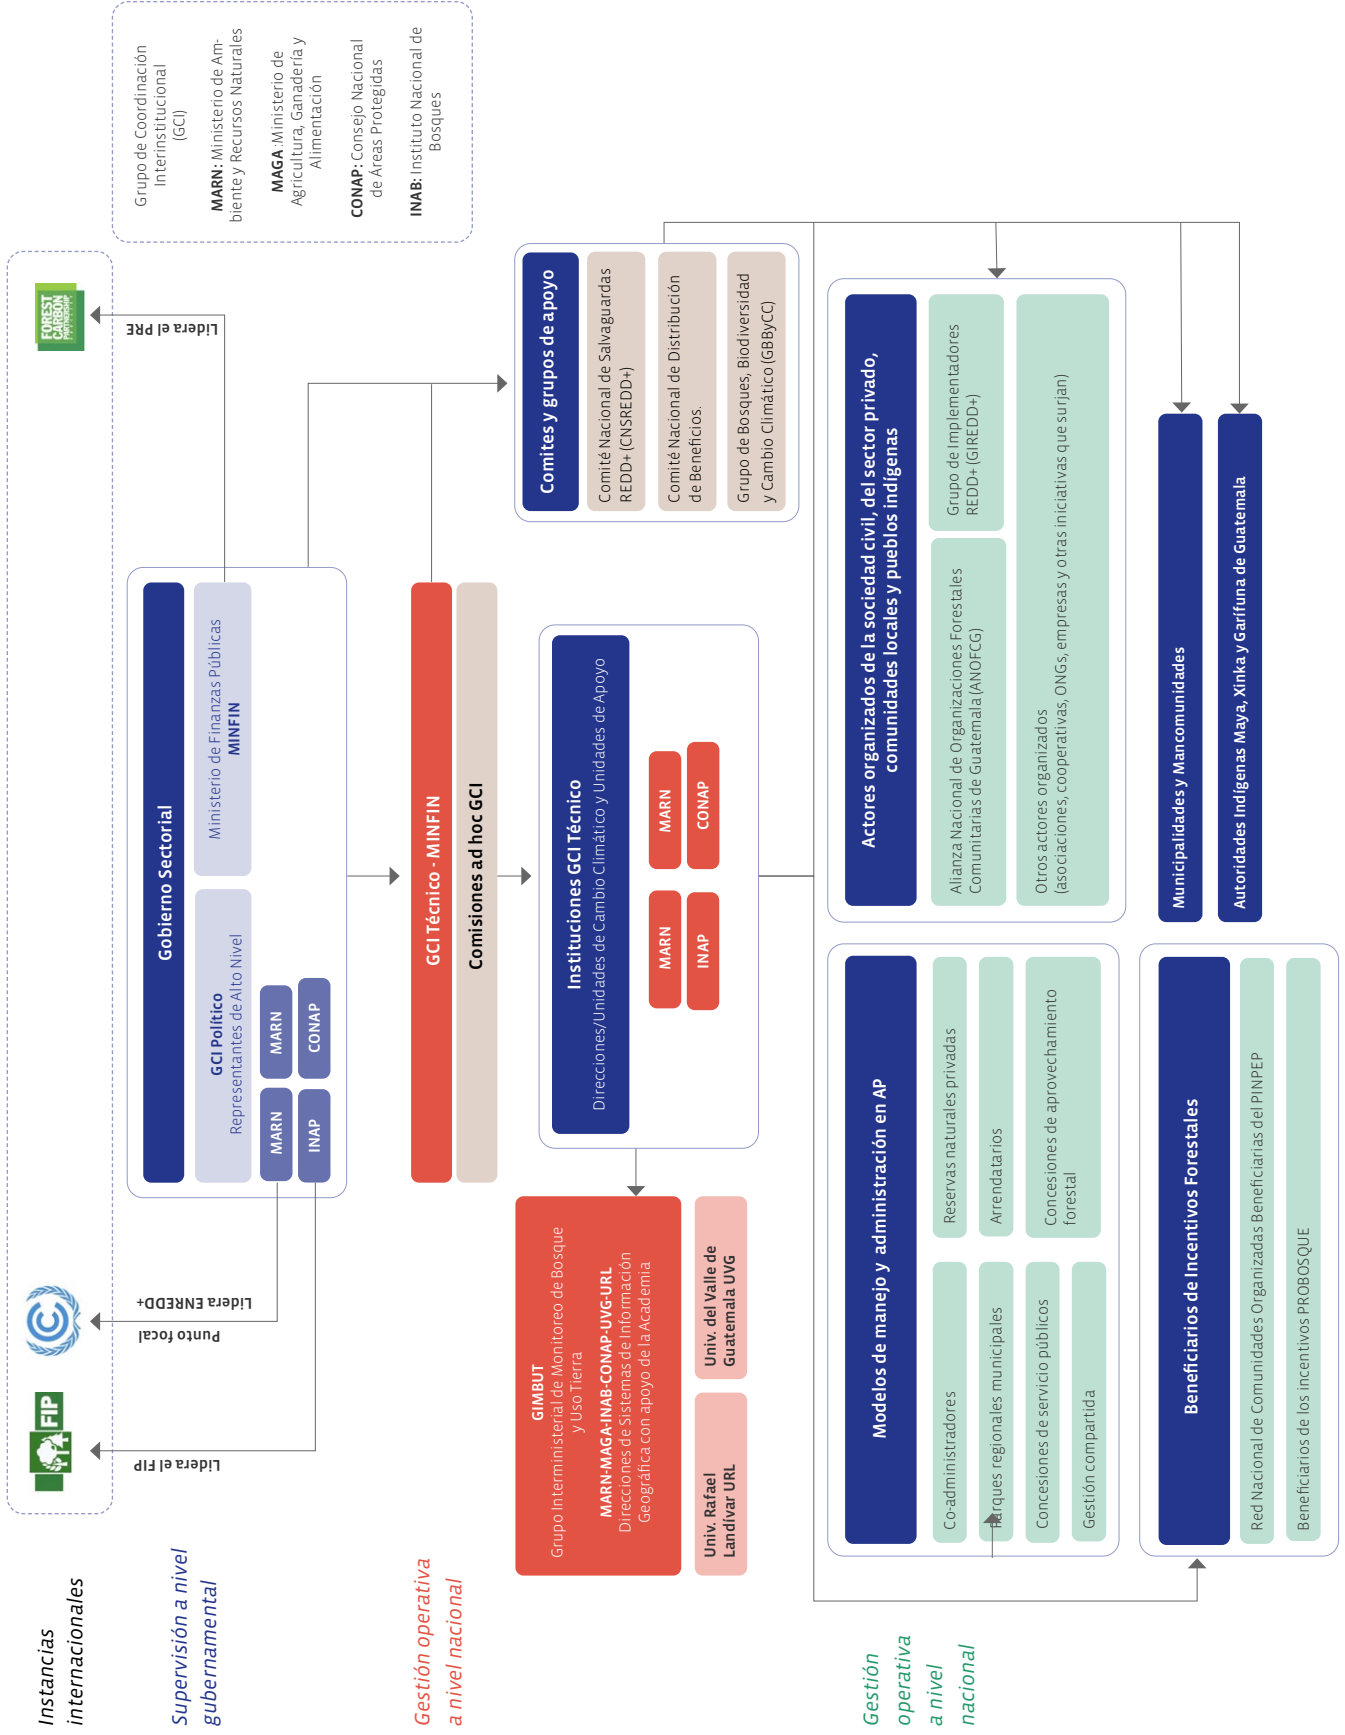 Instancias
internacionales
FIP
Lidera el FIP
Punto focal
Lidera ENREDD+
FOREST
CARBON
PARTNERSHIP
Lidera el PRE
Grupo de Coordinación
Interinstitucional
(GCI)
MARN: Ministerio de Am-
biente y Recursos Naturales
MAGA:Ministerio de
Agricultura, Ganadería y
Alimentación
CONAP: Consejo Nacional
de Áreas Protegidas
INAB: Instituto Nacional de
Bosques
Supervisión a nivel
gubernamental
Gobierno Sectorial
GCI Político
Representantes de Alto Nivel
MARN
MARN
INAP
CONAP
Ministerio de Finanzas Públicas
MINFIN
Gestión operativa
a nivel nacional
GCI Técnico - MINFIN
Comisiones ad hoc GCI
Comites y grupos de apoyo
Comité Nacional de Salvaguardas
REDD+ (CNSREDD+)
Comité Nacional de Distribución
de Beneficios.
Grupo de Bosques, Biodiversidad
y Cambio Climático (GBByCC)
Instituciones GCI Técnico
Direcciones/Unidades de Cambio Climático y Unidades de Apoyo
MARN
MARN
INAP
CONAP
GIMBUT
Grupo Interministerial de Monitoreo de Bosque
y Uso Tierra
MARN-MAGA-INAB-CONAP-UVG-URL
Direcciones de Sistemas de Información
Geográfica con apoyo de la Academia
Univ. Rafael
Landívar URL
Univ. del Valle de
Guatemala UVG
Gestión
operativa
a nivel
nacional
Modelos de manejo y administración en AP
Co-administradores
Reservas naturales privadas
Parques regionales municipales
Arrendatarios
Concesiones de servicio públicos
Concesiones de aprovechamiento
forestal
Gestión compartida
Actores organizados de la sociedad civil, del sector privado,
comunidades locales y pueblos indígenas
Alianza Nacional de Organizaciones Forestales
Comunitarias de Guatemala (ANOFCG)
Grupo de Implementadores
REDD+ (GIREDD+)
Otros actores organizados
(asociaciones, cooperativas, ONGs, empresas y otras iniciativas que surjan)
Beneficiarios de Incentivos Forestales
Red Nacional de Comunidades Organizadas Beneficiarias del PINPEP
Beneficiarios de los incentivos PROBOSQUE
Municipalidades y Mancomunidades
Autoridades Indígenas Maya, Xinka y Garífuna de Guatemala